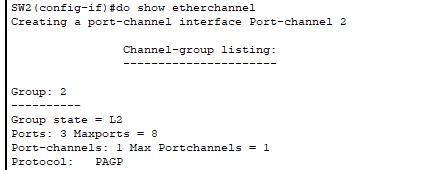 SW2(config-if)#do show etherchannel
Creating a port-channel interface Port-channel 2
Channel-group listing:
----------------------
Group: 2
----------
Group state = L2
Ports: 3 Maxports = 8
Port-channels: 1 Max Portchannels = 1
Protocol: PAGP